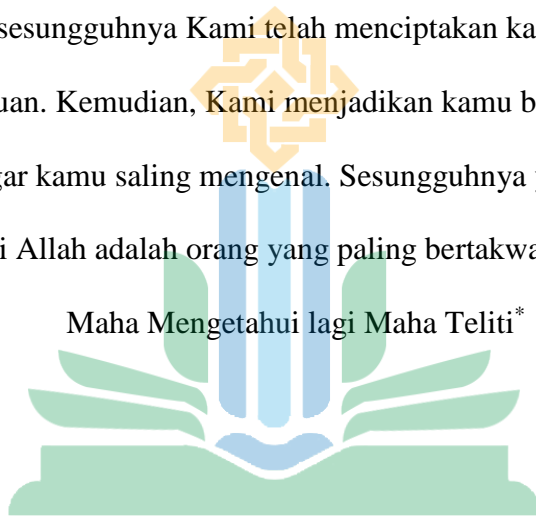 sesungguhnya Kami telah menciptakan ka
uan. Kemudian, Kami menjadikan kamu b
gar kamu saling mengenal. Sesungguhnya
i Allah adalah orang yang paling bertakwa
Maha Mengetahui lagi Maha Teliti*